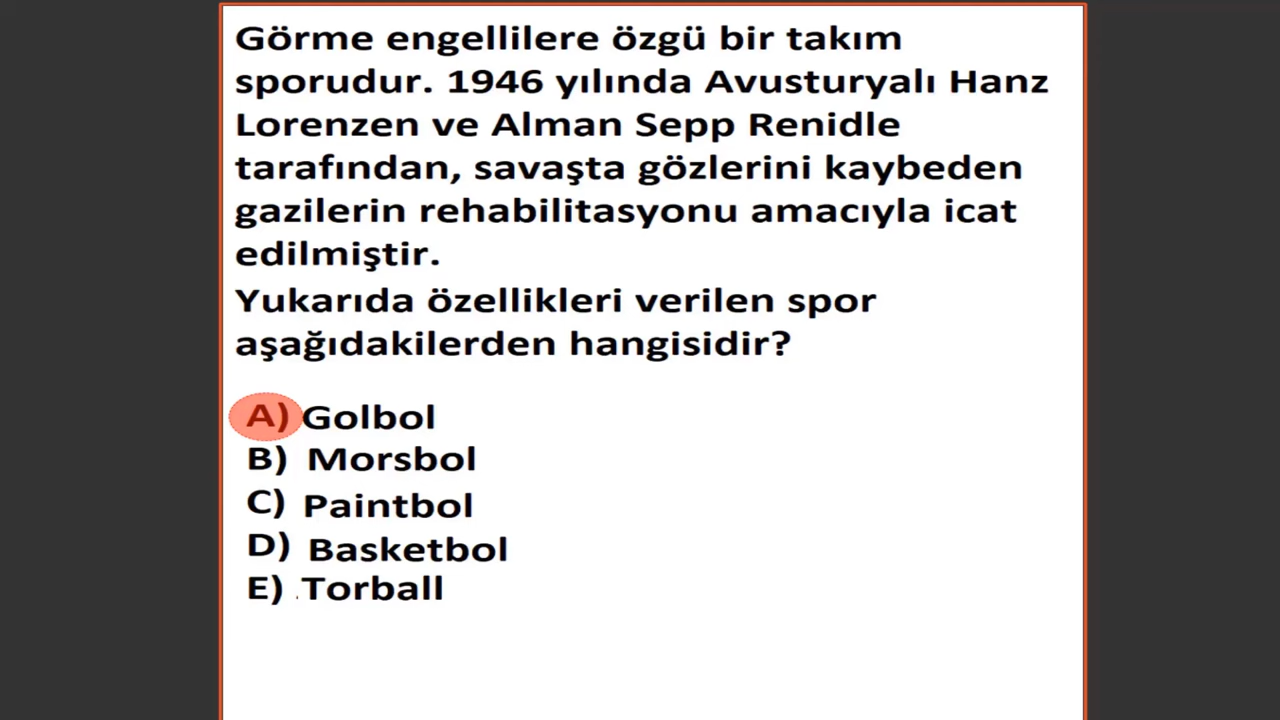 Görme engellilere özgü bir takım
sporudur. 1946 yılında Avusturyalı Hanz
Lorenzen ve Alman Sepp Renidle
tarafından, savaşta gözlerini kaybeden
gazilerin rehabilitasyonu amacıyla icat
edilmiştir.
Yukarıda özellikleri verilen spor
aşağıdakilerden hangisidir?
A) Golbol
B) Morsbol
C) Paintbol
D) Basketbol
E) .Torball